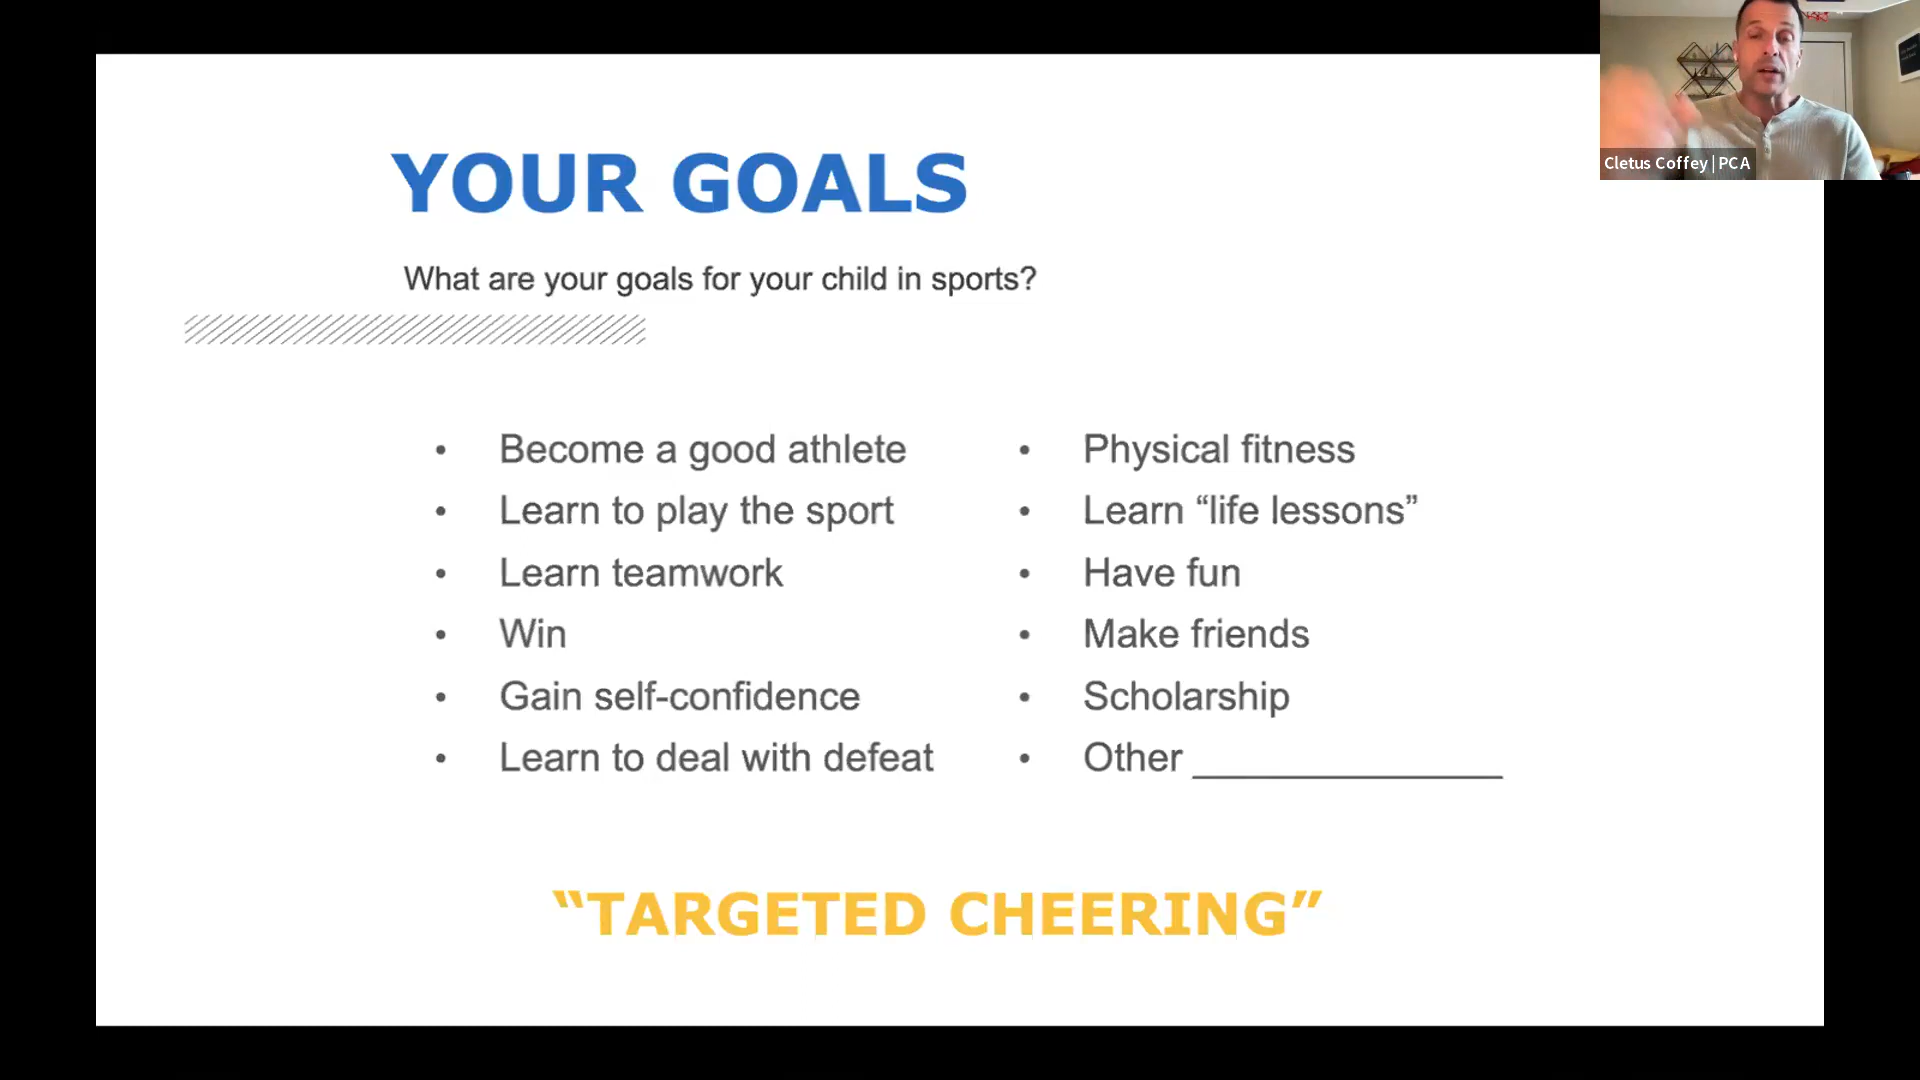 YOUR GOALS
What are your goals for your child in sports?
• Become a good athlete
• Learn to play the sport
• Learn teamwork
• Win
• Gain self-confidence
• Learn to deal with defeat
• Physical fitness
• Learn “life lessons”
• Have fun
• Make friends
• Scholarship
• Other ______________
“TARGETED CHEERING”
Cletus Coffey | PCA